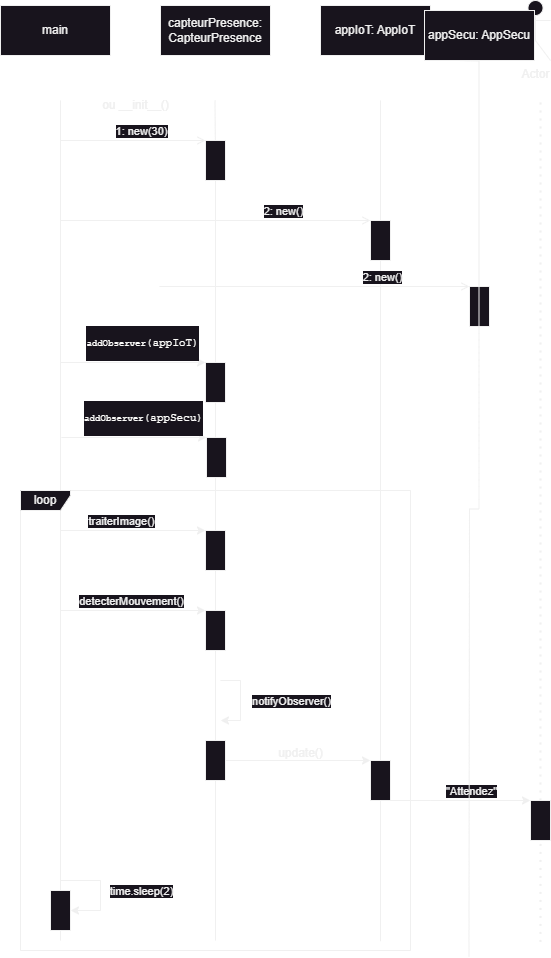 main
capteurPresence:
CapteurPresence
appIoT: AppIoT
appSecu: AppSecu
Actor
ou __init__()
1: new(30)
2: new()
2: new()
addObserver(appIoT)
addObserver(appSecu)
loop
traiterImage()
detecterMouvement()
notifyObserver()
update()
"Attendez"
time.sleep(2)